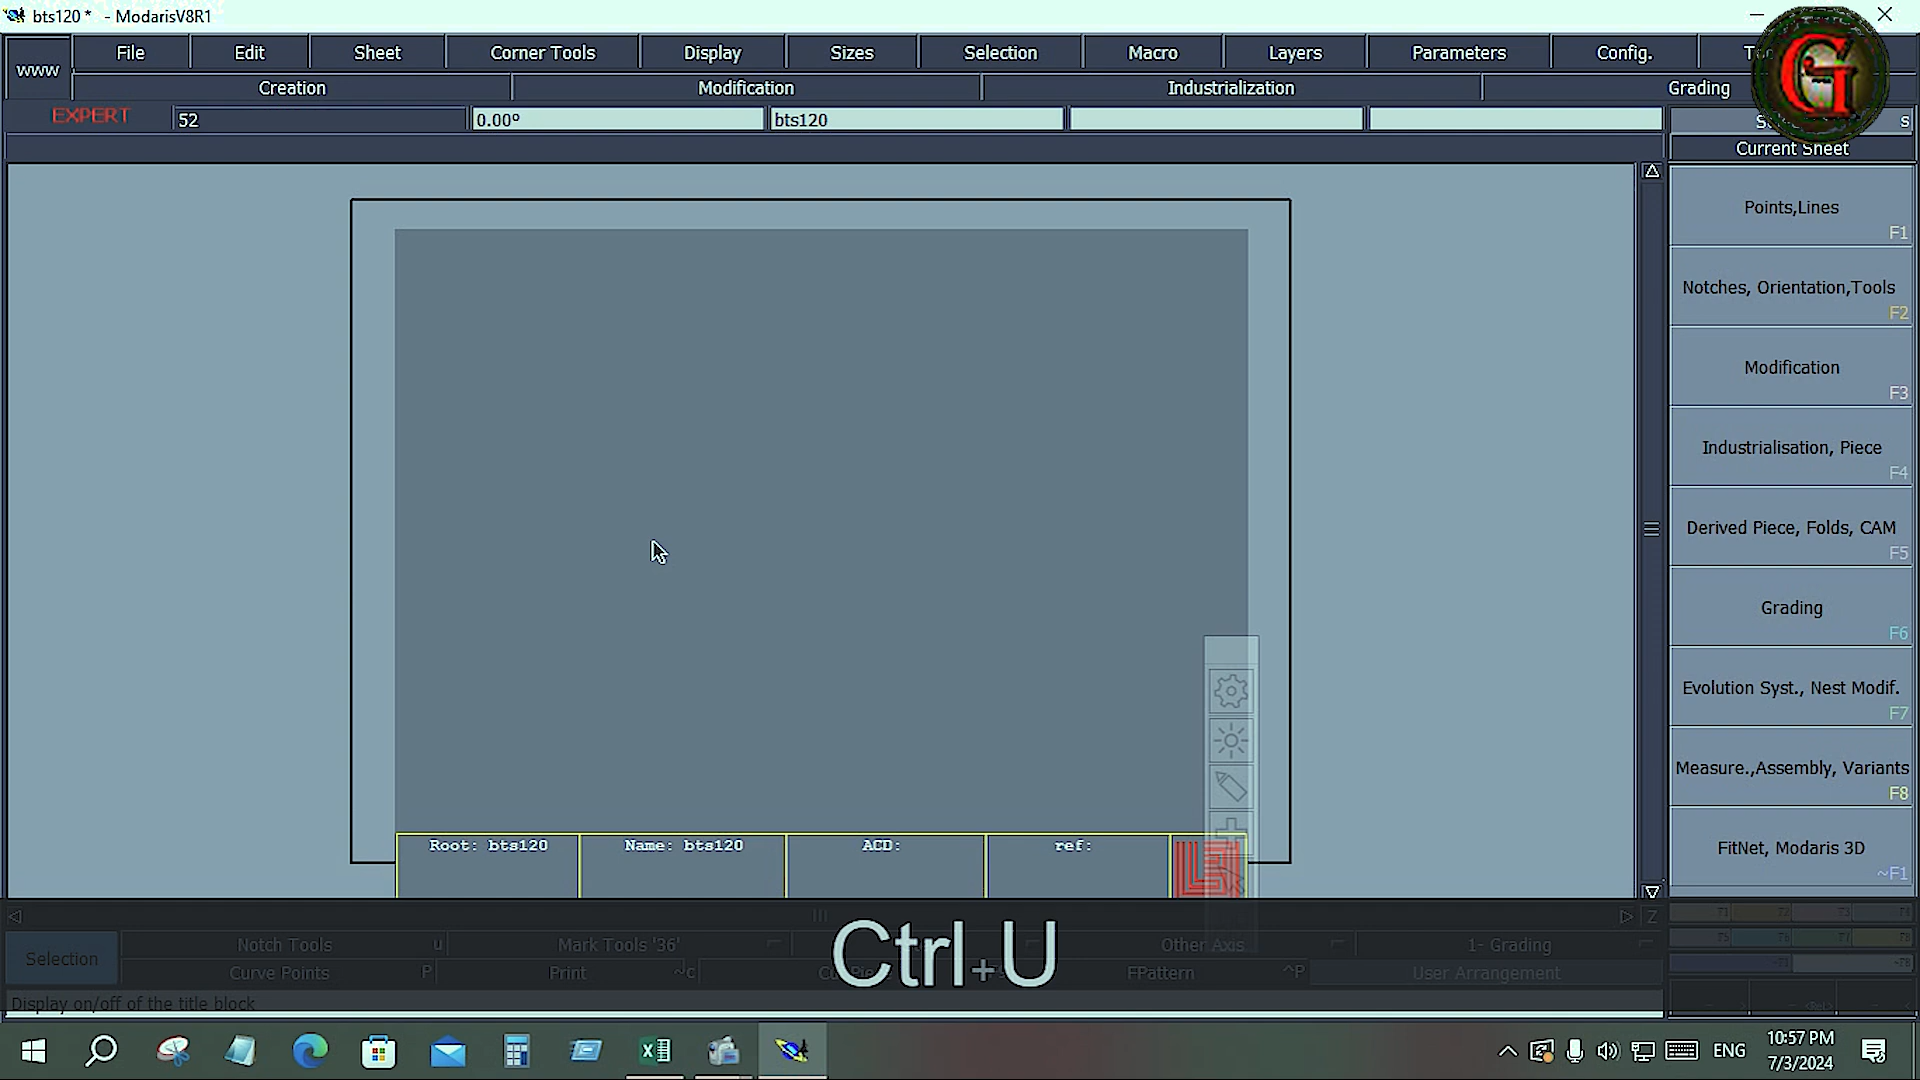 bts120 * - ModarisV8R1
File Edit Sheet Corner Tools Display Sizes Selection Macro Layers Parameters Config.
www
Creation Modification Industrialization Grading
EXPERT 52 0.00º bts120
Current Sheet
Points,Lines
F1
Notches, Orientation,Tools
F2
Modification
F3
Industrialisation, Piece
F4
Derived Piece, Folds, CAM
F5
Grading
F6
Evolution Syst., Nest Modif.
F7
Measure.,Assembly, Variants
F8
FitNet, Modaris 3D
~F1
Root: bts120 Name: bts120 ACD: ref:
Z
Selection
Notch Tools u Mark Tools '36' Other Axis 1- Grading
Curve Points P Print ~c FPattern ^P User Arrangement
Ctrl+U
Display on/off of the title block
ENG
10:57 PM
7/3/2024
G